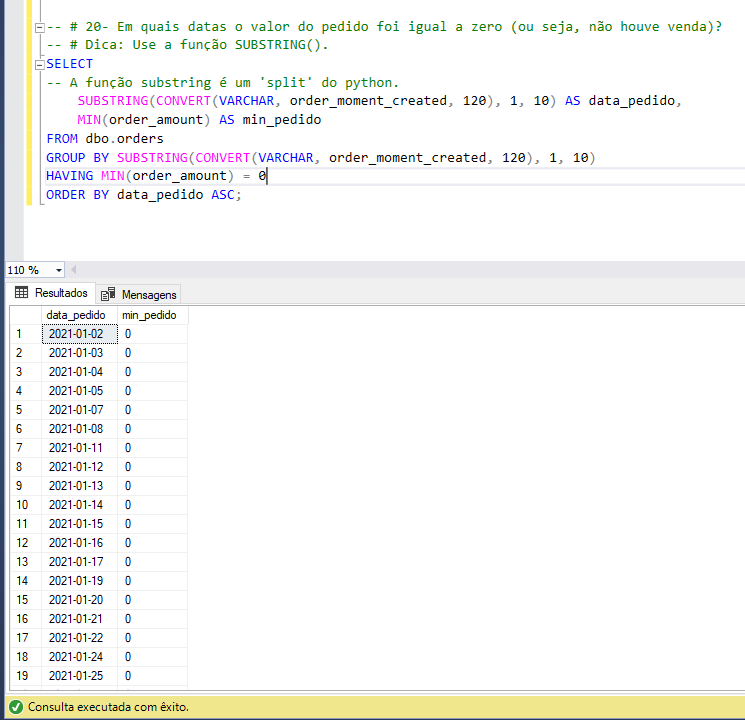 -- # 20- Em quais datas o valor do pedido foi igual a zero (ou seja, não houve venda)?
-- # Dica: Use a função SUBSTRING().
SELECT
-- A função substring é um 'split' do python.
SUBSTRING(CONVERT(VARCHAR, order_moment_created, 120), 1, 10) AS data_pedido,
MIN(order_amount) AS min_pedido
FROM dbo.orders
GROUP BY SUBSTRING(CONVERT(VARCHAR, order_moment_created, 120), 1, 10)
HAVING MIN(order_amount) = 0
ORDER BY data_pedido ASC;
110 %
Resultados Mensagens
data_pedido min_pedido
1 2021-01-02 0
2 2021-01-03 0
3 2021-01-04 0
4 2021-01-05 0
5 2021-01-07 0
6 2021-01-08 0
7 2021-01-11 0
8 2021-01-12 0
9 2021-01-13 0
10 2021-01-14 0
11 2021-01-15 0
12 2021-01-16 0
13 2021-01-17 0
14 2021-01-19 0
15 2021-01-20 0
16 2021-01-21 0
17 2021-01-22 0
18 2021-01-24 0
19 2021-01-25 0
Consulta executada com êxito.